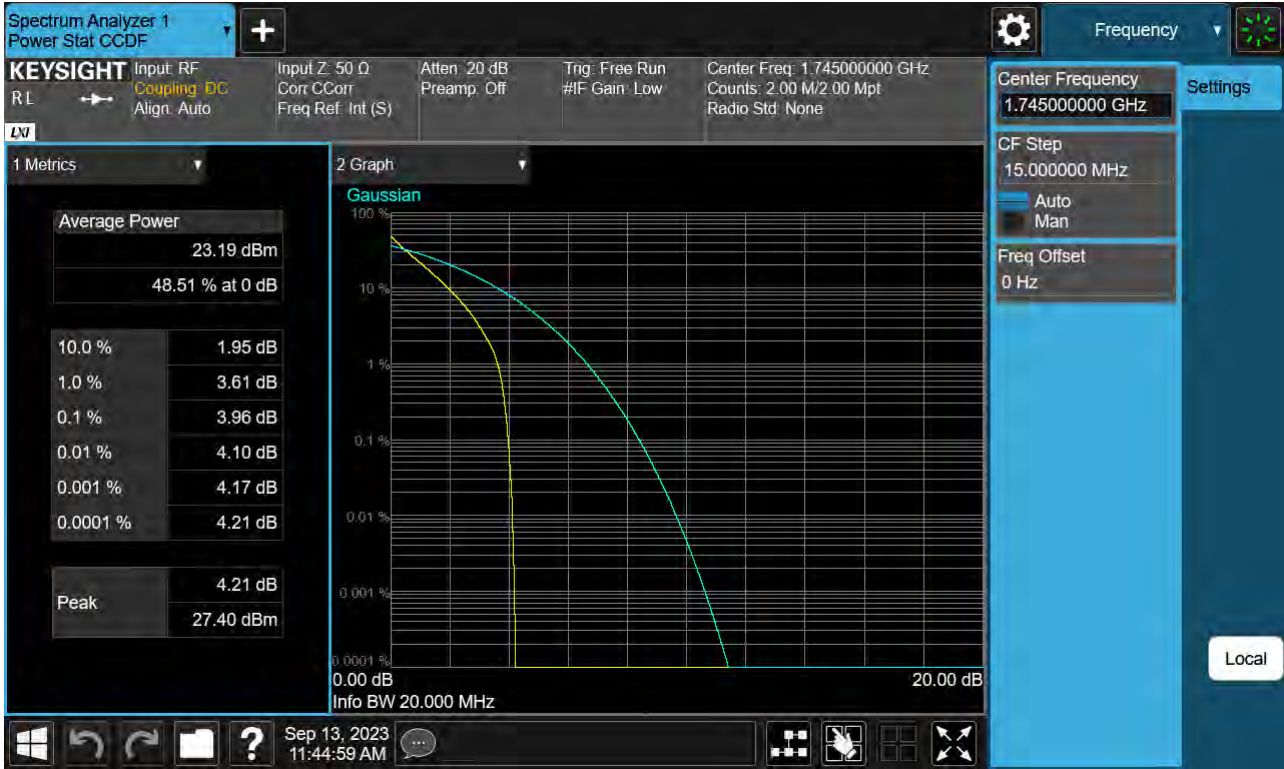 Spectrum Analyzer 1
Power Stat CCDF
Frequency
KEYSIGHT
RL
LXI
Input: RF
Coupling: DC
Align: Auto
Input Z: 50 Ω
Corr CCorr
Freq Ref: Int (S)
Atten: 20 dB
Preamp: Off
Trig: Free Run
#IF Gain: Low
Center Freq: 1.745000000 GHz
Counts: 2.00 M/2.00 Mpt
Radio Std: None
Center Frequency
1.745000000 GHz
Settings
CF Step
15.000000 MHz
Auto
Man
Freq Offset
0 Hz
1 Metrics
Average Power
23.19 dBm
48.51 % at 0 dB
10.0 % 1.95 dB
1.0 % 3.61 dB
0.1 % 3.96 dB
0.01 % 4.10 dB
0.001 % 4.17 dB
0.0001 % 4.21 dB
Peak
4.21 dB
27.40 dBm
2 Graph
Gaussian
100 %
10 %
1 %
0.1 %
0.01 %
0.001 %
0.0001 %
0.00 dB 20.00 dB
Info BW 20.000 MHz
Local
Sep 13, 2023
11:44:59 AM